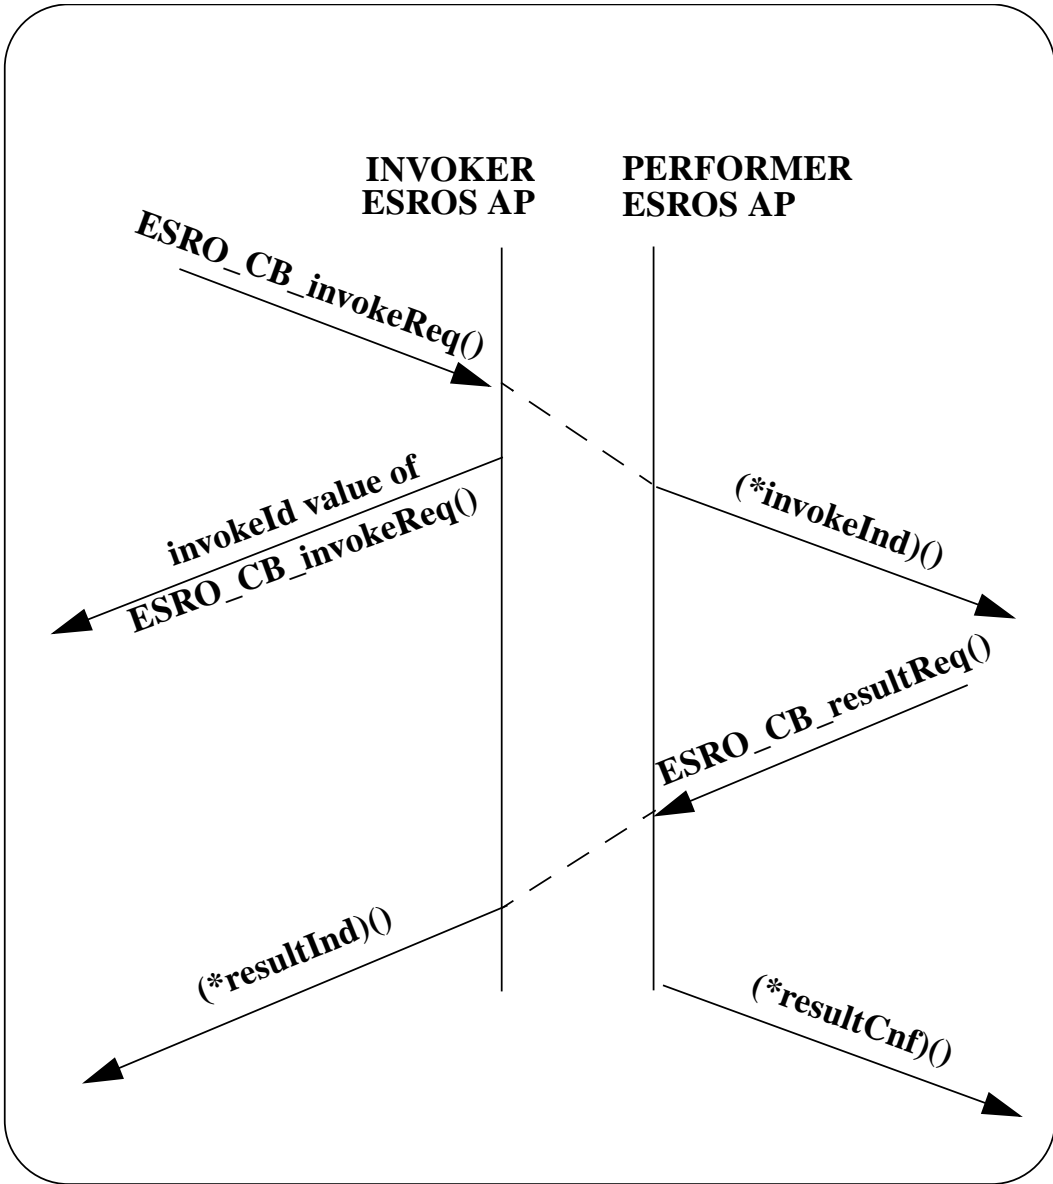 INVOKER
ESROS AP
PERFORMER
ESROS AP
ESRO_CB_invokeReq()
invokeId value of
ESRO_CB_invokeReq()
(*invokeInd)()
ESRO_CB_resultReq()
(*resultInd)()
(*resultCnf)()